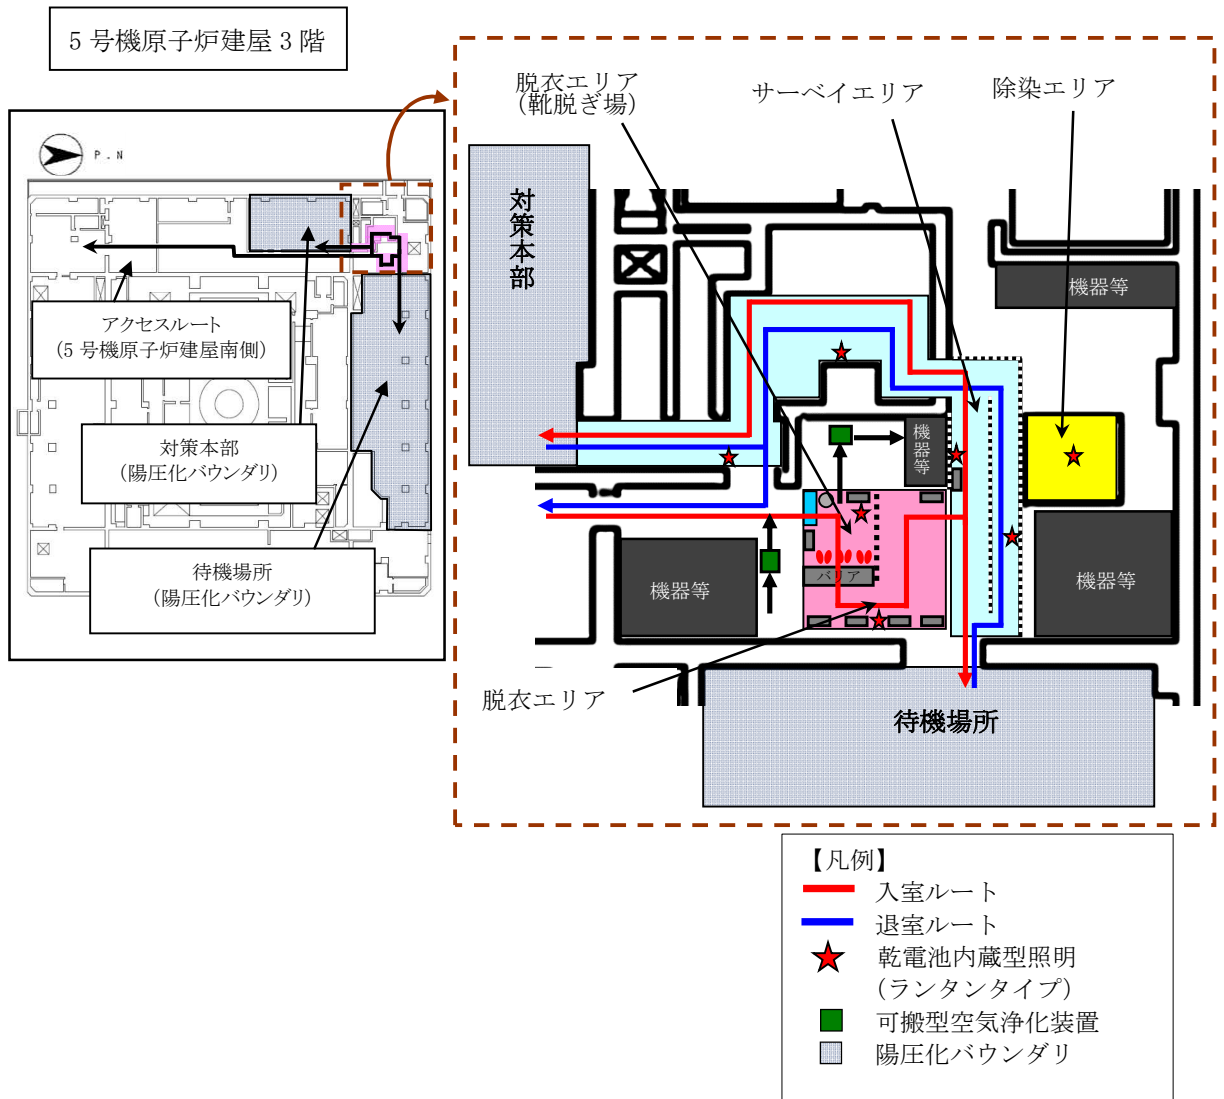 5 号機原子炉建屋 3 階
P . N
アクセスルート
(5 号機原子炉建屋南側)
対策本部
(陽圧化バウンダリ)
待機場所
(陽圧化バウンダリ)
脱衣エリア
(靴脱ぎ場)
サーベイエリア
除染エリア
対策本部
機器等
機器等
機器等
バリア
機器等
脱衣エリア
待機場所
【凡例】
入室ルート
退室ルート
乾電池内蔵型照明
(ランタンタイプ)
可搬型空気浄化装置
陽圧化バウンダリ